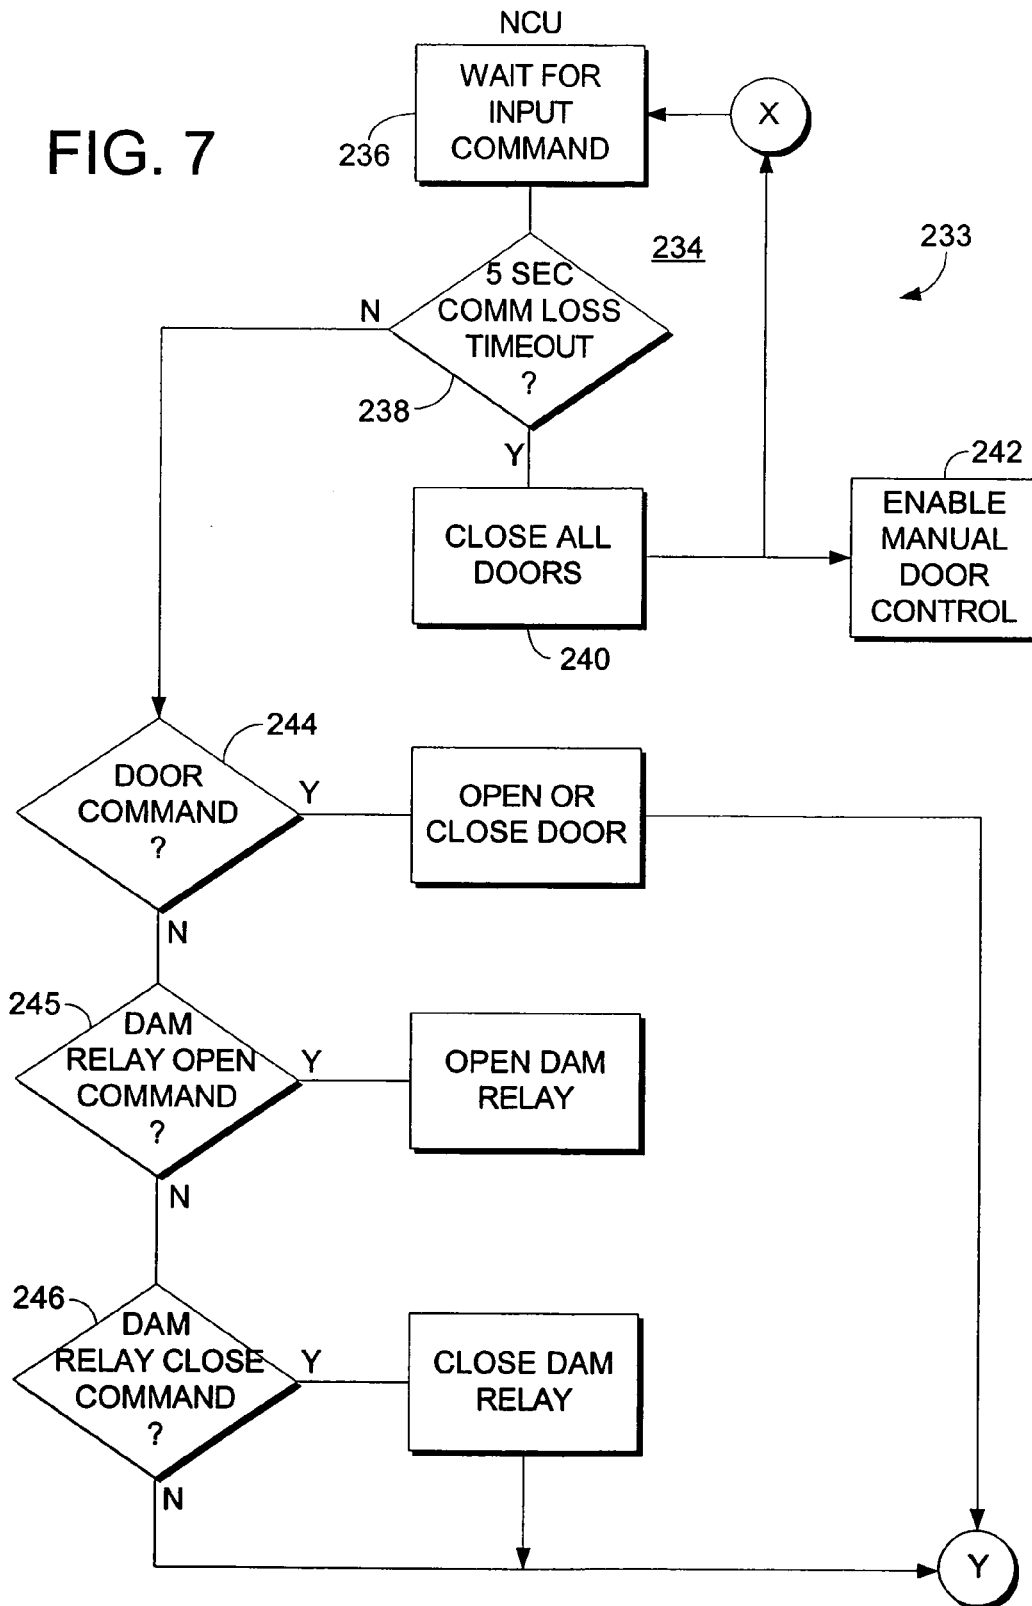 NCU
WAIT FOR
INPUT
COMMAND
X
FIG. 7
236
234
233
5 SEC
COMM LOSS
TIMEOUT
?
N
238
Y
242
CLOSE ALL
DOORS
ENABLE
MANUAL
DOOR
CONTROL
240
244
DOOR
COMMAND
?
Y
OPEN OR
CLOSE DOOR
N
245
DAM
RELAY OPEN
COMMAND
?
Y
OPEN DAM
RELAY
N
246
DAM
RELAY CLOSE
COMMAND
?
Y
CLOSE DAM
RELAY
N
Y